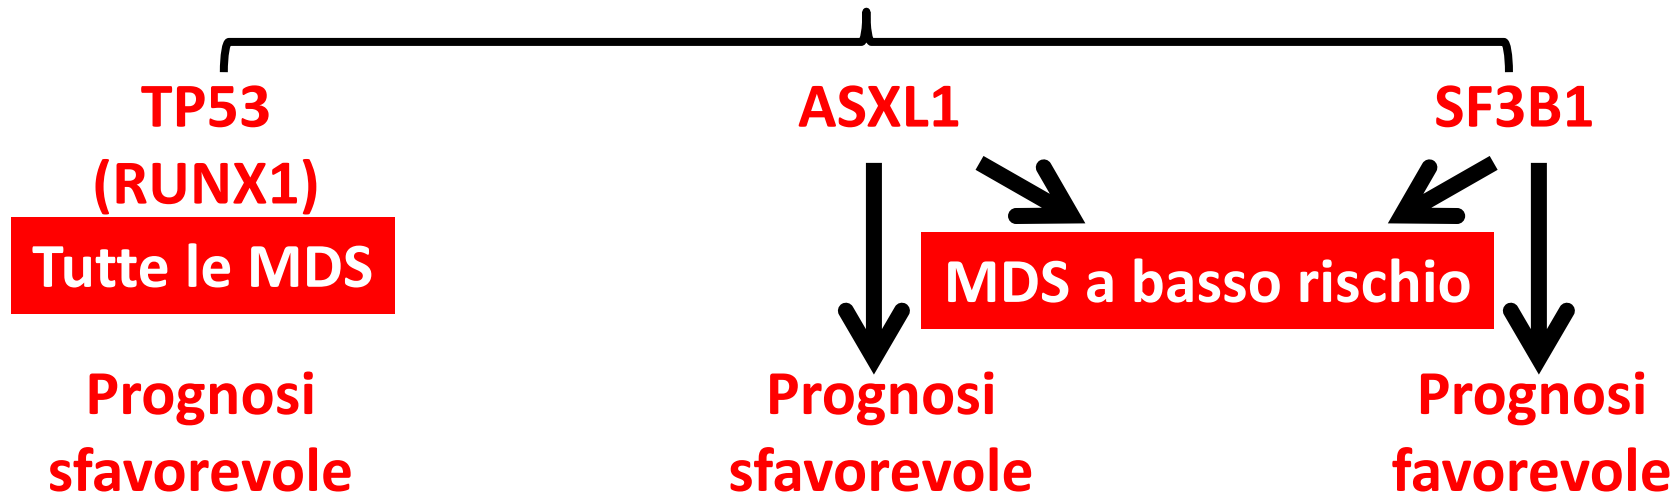 TP53
(RUNX1)
Tutte le MDS
Prognosi
sfavorevole
ASXL1
MDS a basso rischio
Prognosi
sfavorevole
SF3B1
Prognosi
favorevole